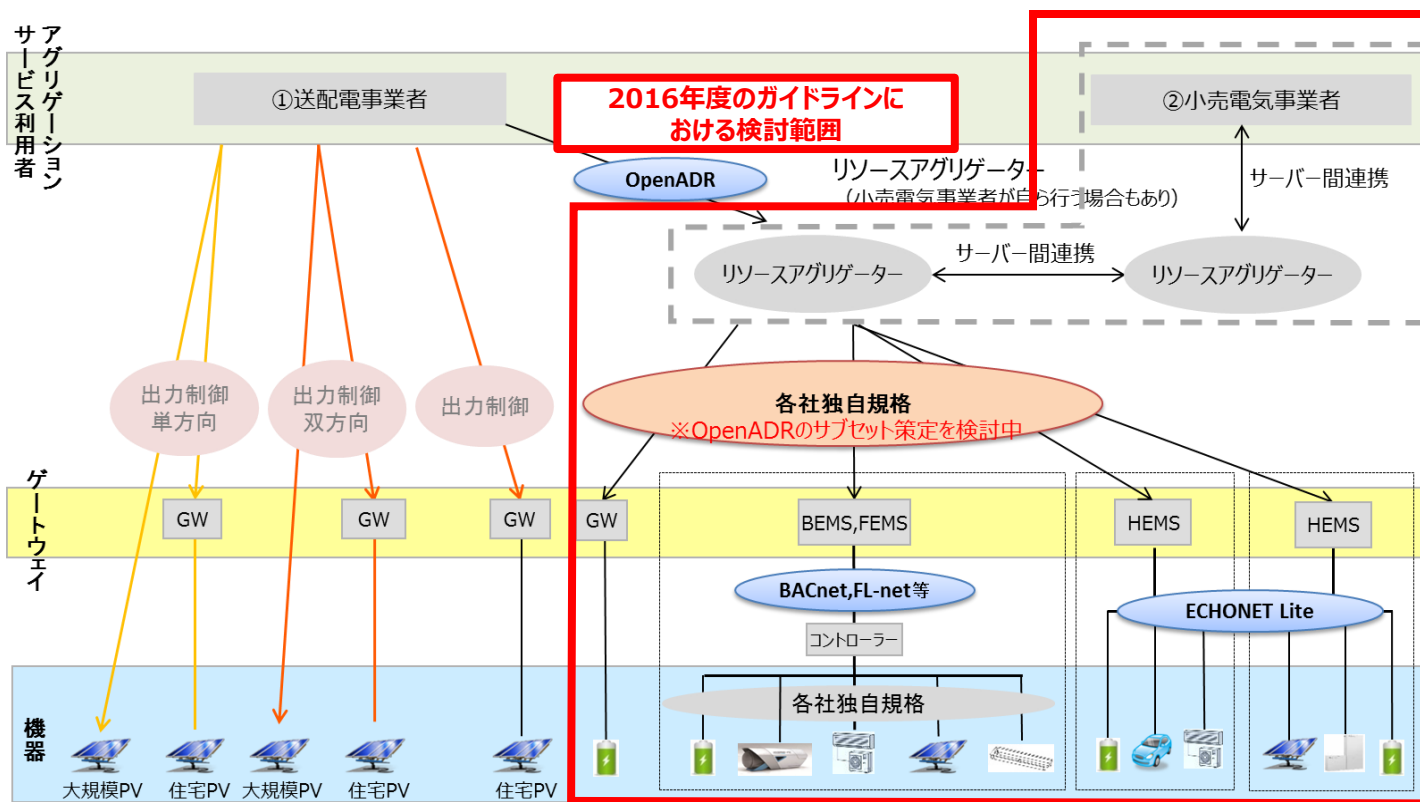 アグリゲーション
サービス利用者
①送配電事業者
2016年度のガイドラインに
おける検討範囲
②小売電気事業者
OpenADR
リソースアグリゲーター
（小売電気事業者が自ら行う場合もあり）
サーバー間連携
リソースアグリゲーター
サーバー間連携
リソースアグリゲーター
出力制御
単方向
出力制御
双方向
出力制御
各社独自規格
※OpenADRのサブセット策定を検討中
ゲートウェイ
GW
GW
GW
GW
BEMS,FEMS
HEMS
HEMS
BACnet,FL-net等
ECHONET Lite
コントローラー
機器
各社独自規格
大規模PV
住宅PV
大規模PV
住宅PV
住宅PV